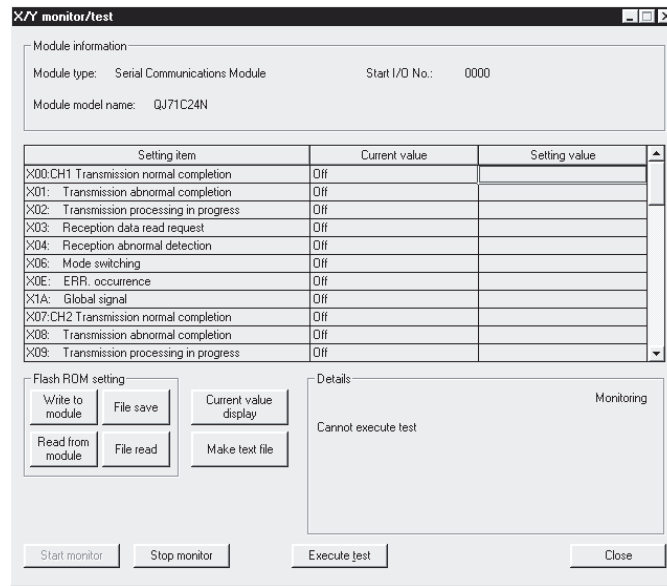 X/Y monitor/test
Module information
Module type: Serial Communications Module Start I/O No.: 0000
Module model name: QJ71C24N
Setting item Current value Setting value
X00:CH1 Transmission normal completion Off
X01: Transmission abnormal completion Off
X02: Transmission processing in progress Off
X03: Reception data read request Off
X04: Reception abnormal detection Off
X06: Mode switching Off
X0E: ERR. occurrence Off
X1A: Global signal Off
X07:CH2 Transmission normal completion Off
X08: Transmission abnormal completion Off
X09: Transmission processing in progress Off
Flash ROM setting
Write to
module
File save
Current value
display
Read from
module
File read
Make text file
Details
Monitoring
Cannot execute test
Start monitor Stop monitor Execute test Close